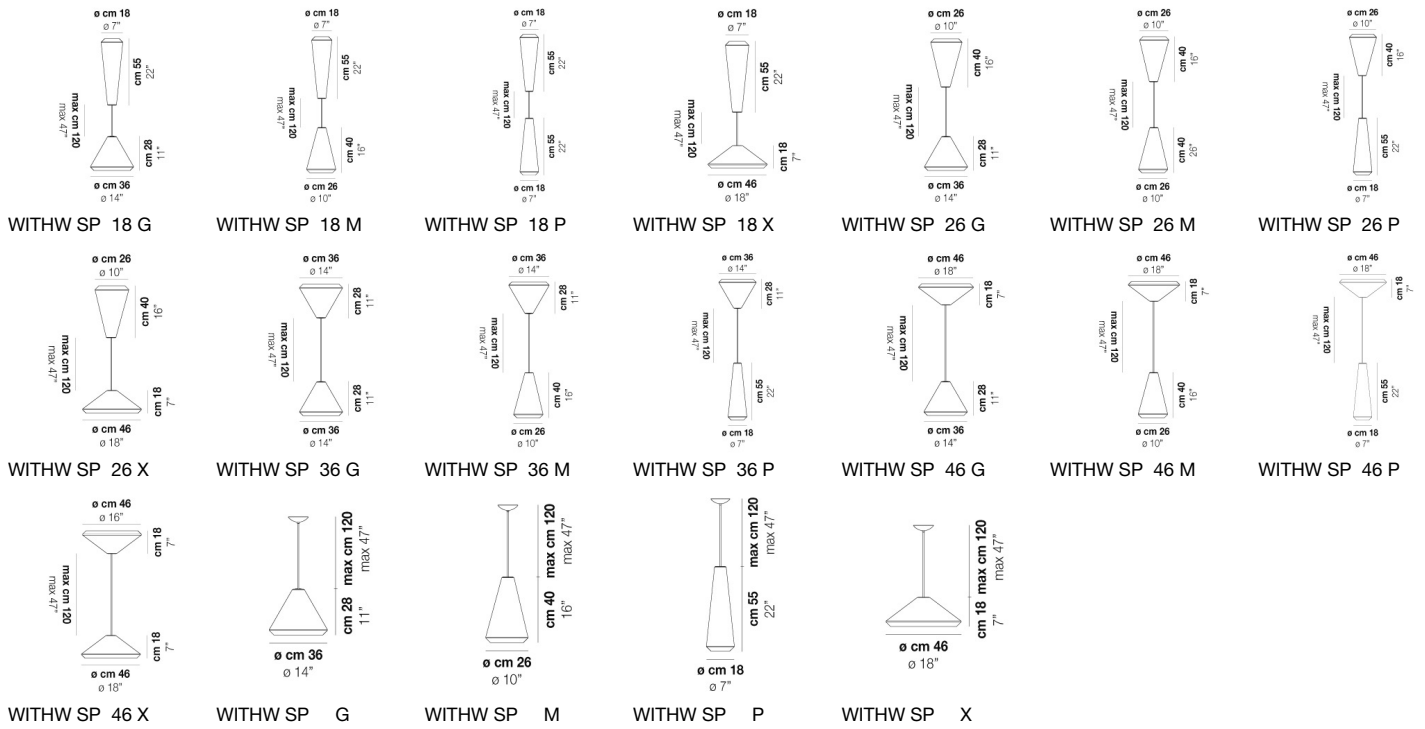 ø cm 18
ø 7”
cm 55
22”
max cm 120
max 47”
cm 28
11”
ø cm 36
ø 14”
WITHW SP 18 G
ø cm 18
ø 7”
cm 55
22”
max cm 120
max 47”
cm 40
16”
ø cm 26
ø 10”
WITHW SP 18 M
ø cm 18
ø 7”
cm 55
22”
max cm 120
max 47”
cm 55
22”
ø cm 18
ø 7”
WITHW SP 18 P
ø cm 18
ø 7”
cm 55
22”
max cm 120
max 47”
cm 18
7”
ø cm 46
ø 18”
WITHW SP 18 X
ø cm 26
ø 10”
cm 40
16”
max cm 120
max 47”
cm 28
11”
ø cm 36
ø 14”
WITHW SP 26 G
ø cm 26
ø 10”
cm 40
16”
max cm 120
max 47”
cm 40
26”
ø cm 26
ø 10”
WITHW SP 26 M
ø cm 26
ø 10”
cm 40
16”
max cm 120
max 47”
cm 55
22”
ø cm 18
ø 7”
WITHW SP 26 P
ø cm 26
ø 10”
cm 40
16”
max cm 120
max 47”
cm 18
7”
ø cm 46
ø 18”
WITHW SP 26 X
ø cm 36
ø 14”
cm 28
11”
max cm 120
max 47”
cm 28
11”
ø cm 36
ø 14”
WITHW SP 36 G
ø cm 36
ø 14”
cm 28
11”
max cm 120
max 47”
cm 40
16”
ø cm 26
ø 10”
WITHW SP 36 M
ø cm 36
ø 14”
cm 28
11”
max cm 120
max 47”
cm 55
22”
ø cm 18
ø 7”
WITHW SP 36 P
ø cm 46
ø 18”
cm 18
7”
max cm 120
max 47”
cm 28
11”
ø cm 36
ø 14”
WITHW SP 46 G
ø cm 46
ø 18”
cm 18
7”
max cm 120
max 47”
cm 40
16”
ø cm 26
ø 10”
WITHW SP 46 M
ø cm 46
ø 18”
cm 18
7”
max cm 120
max 47”
cm 55
22”
ø cm 18
ø 7”
WITHW SP 46 P
ø cm 46
ø 16”
cm 18
7”
max cm 120
max 47”
cm 18
7”
ø cm 46
ø 18”
WITHW SP 46 X
max cm 120
max 47”
cm 28
11”
ø cm 36
ø 14”
WITHW SP G
max cm 120
max 47”
cm 40
16”
ø cm 26
ø 10”
WITHW SP M
max cm 120
max 47”
cm 55
22”
ø cm 18
ø 7”
WITHW SP P
max cm 120
max 47”
cm 18
7”
ø cm 46
ø 18”
WITHW SP X